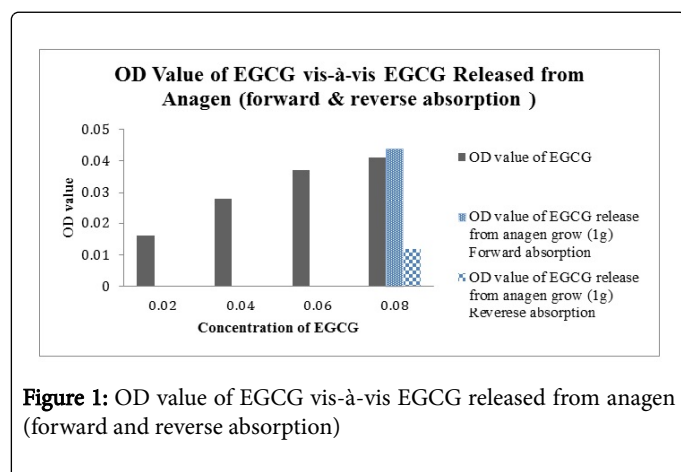 OD Value of EGCG vis-à-vis EGCG Released from
Anagen (forward & reverse absorption )
0.05
0.04
0.03
0.02
0.01
0
OD value
0.02
0.04
0.06
0.08
Concentration of EGCG
OD value of EGCG
OD value of EGCG release
from anagen grow (1g)
Forward absorption
OD value of EGCG release
from anagen grow (1g)
Reverese absorption
Figure 1: OD value of EGCG vis-à-vis EGCG released from anagen
(forward and reverse absorption)